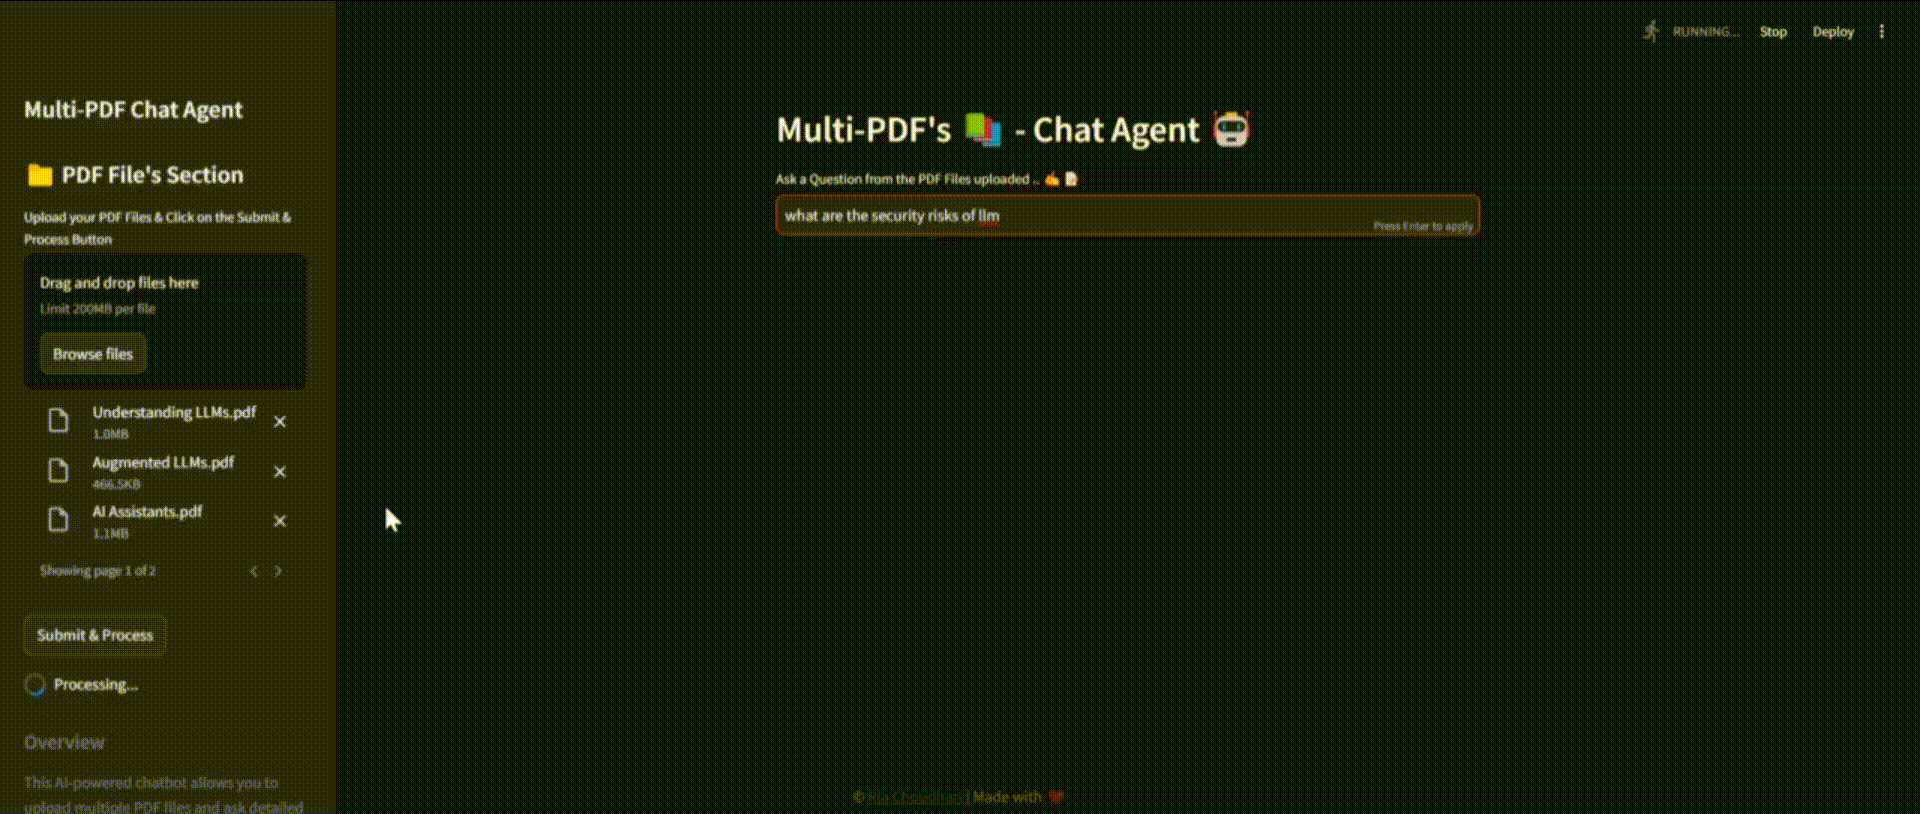 RUNNING...
Stop
Deploy
Multi-PDF Chat Agent
PDF File's Section
Upload your PDF Files & Click on the Submit &
Process Button
Drag and drop files here
Limit 200MB per file
Browse files
Understanding LLMs.pdf
1.0MB
Augmented LLMs.pdf
466.5KB
AI Assistants.pdf
1.1MB
Showing page 1 of 2
Submit & Process
Processing...
Overview
This AI-powered chatbot allows you to
upload multiple PDF files and ask detailed
Multi-PDF's 📚 - Chat Agent 🤖
Ask a Question from the PDF Files uploaded .. ✍️ 📝
what are the security risks of llm
Press Enter to apply
© Ria Choudhari | Made with ❤️